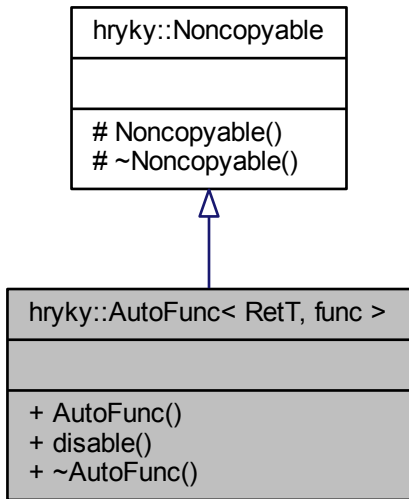 hryky::Noncopyable
# Noncopyable()
# ~Noncopyable()
hryky::AutoFunc< RetT, func >
+ AutoFunc()
+ disable()
+ ~AutoFunc()